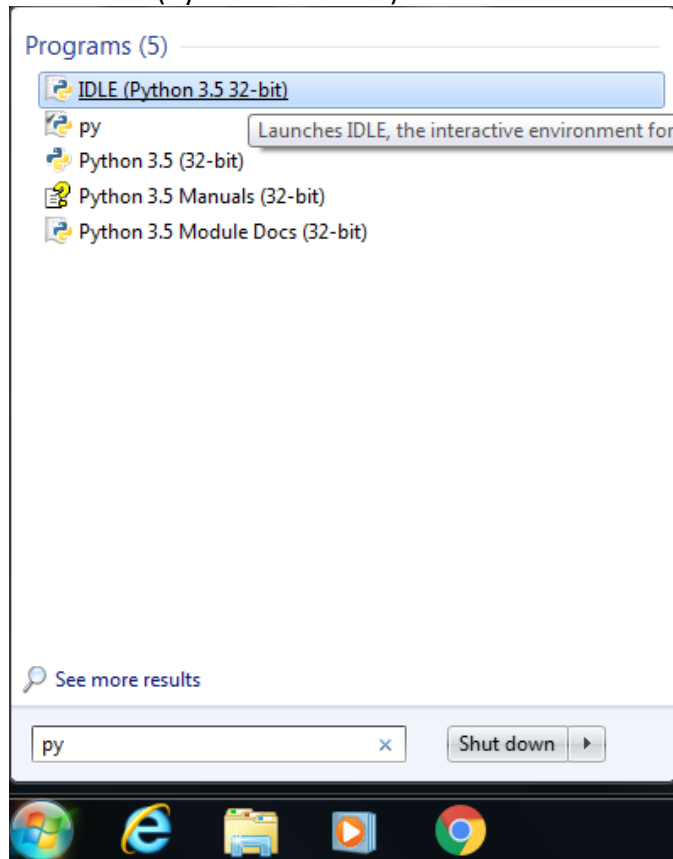 Programs (5)
IDLE (Python 3.5 32-bit)
py
Launches IDLE, the interactive environment for
Python 3.5 (32-bit)
Python 3.5 Manuals (32-bit)
Python 3.5 Module Docs (32-bit)
See more results
py
Shut down